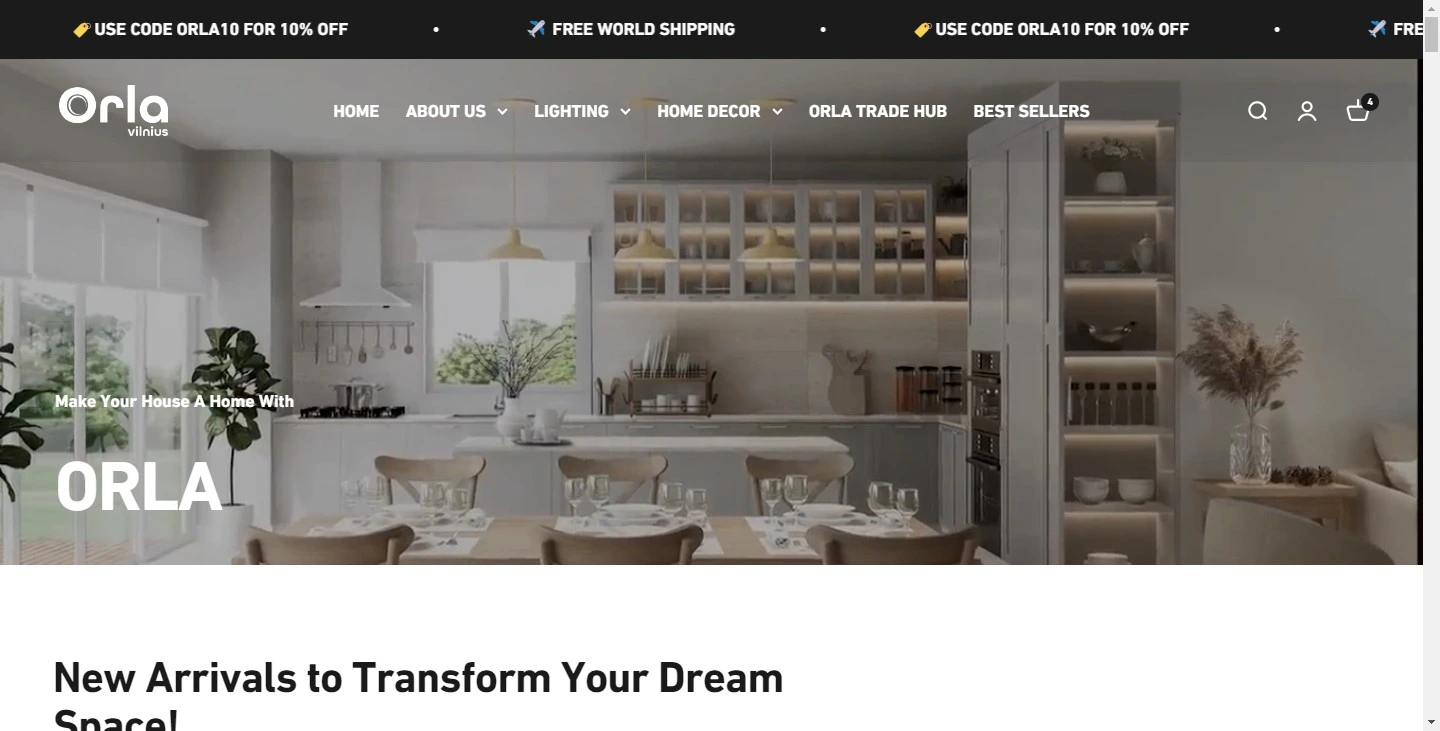 🏷️ USE CODE ORLA10 FOR 10% OFF • ✈️ FREE WORLD SHIPPING • 🏷️ USE CODE ORLA10 FOR 10% OFF • ✈️ FRE
Orla
vilnius
HOME ABOUT US LIGHTING HOME DECOR ORLA TRADE HUB BEST SELLERS
4
Make Your House A Home With
ORLA
New Arrivals to Transform Your Dream
Space!